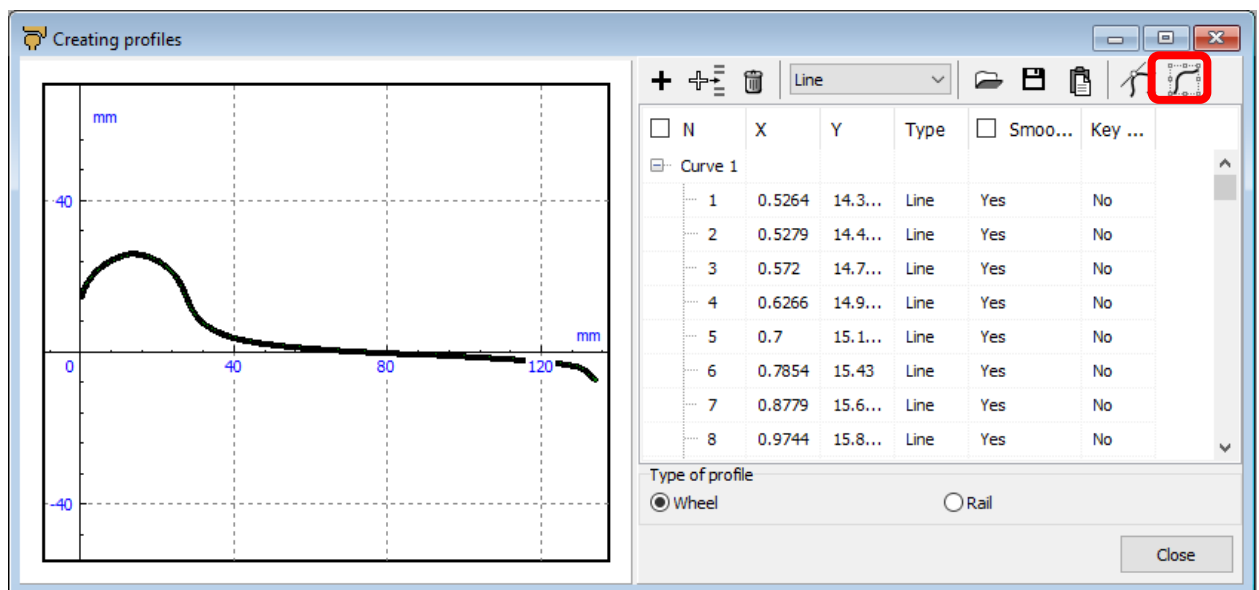 Creating profiles
Line
mm
40
0 40 80 120 mm
-40
N X Y Type Smoo... Key ...
Curve 1
1 0.5264 14.3... Line Yes No
2 0.5279 14.4... Line Yes No
3 0.572 14.7... Line Yes No
4 0.6266 14.9... Line Yes No
5 0.7 15.1... Line Yes No
6 0.7854 15.43 Line Yes No
7 0.8779 15.6... Line Yes No
8 0.9744 15.8... Line Yes No
Type of profile
Wheel Rail
Close